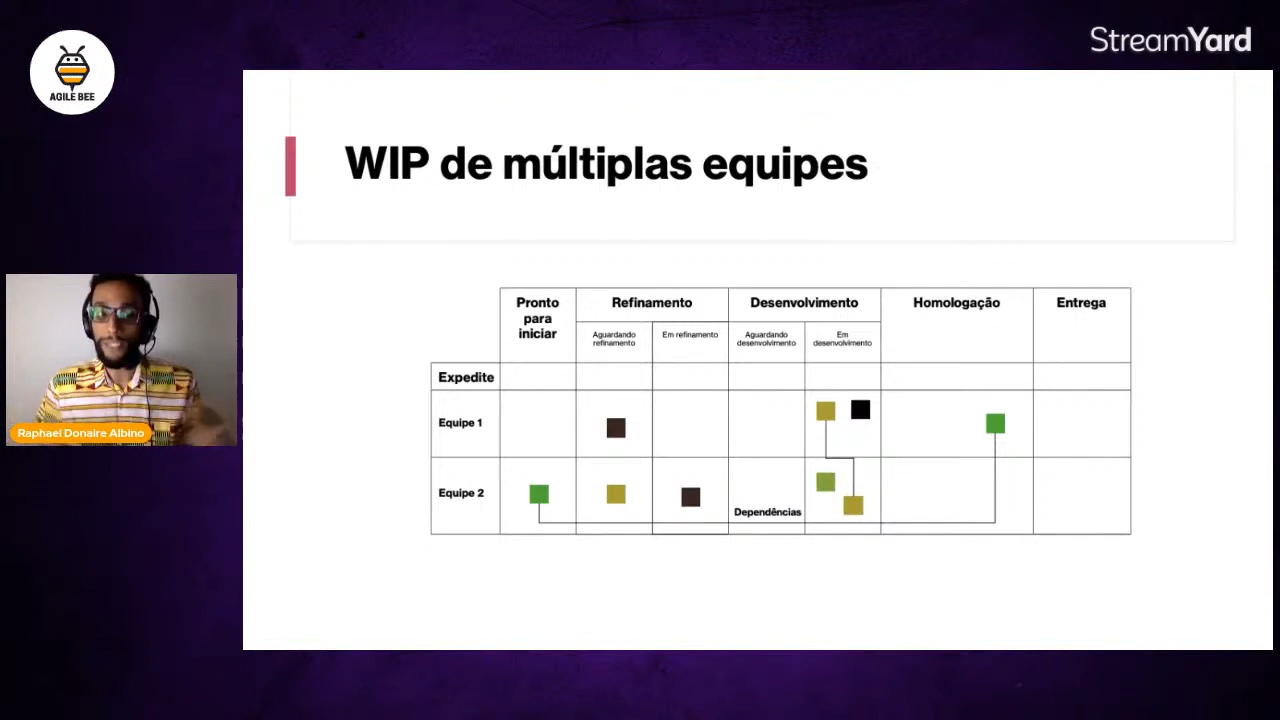 AGILE BEE
StreamYard
WIP de múltiplas equipes
Pronto
para
iniciar
Refinamento
Desenvolvimento
Homologação
Entrega
Aguardando
refinamento
Em refinamento
Aguardando
desenvolvimento
Em
desenvolvimento
Expedite
Equipe 1
Equipe 2
Dependências
Raphael Donaire Albino